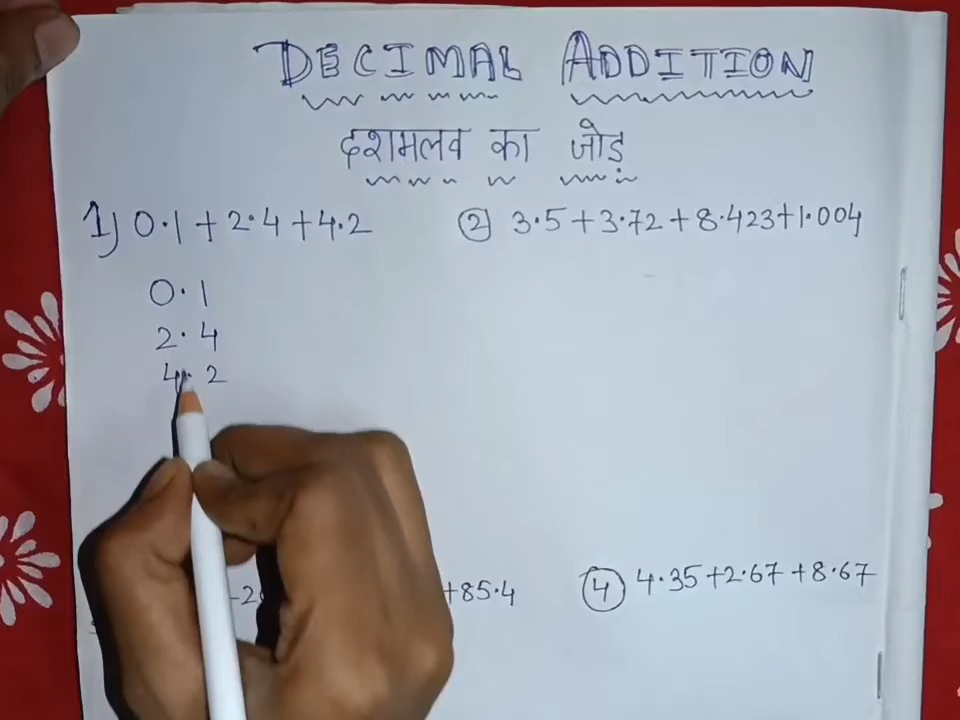 DECIMAL ADDITION
दशमलव का जोड़
1) 0.1 + 2.4 + 4.2
② 3.5 + 3.72 + 8.423 + 1.004
0.1
2.4
4.2
+85.4
④ 4.35 + 2.67 + 8.67